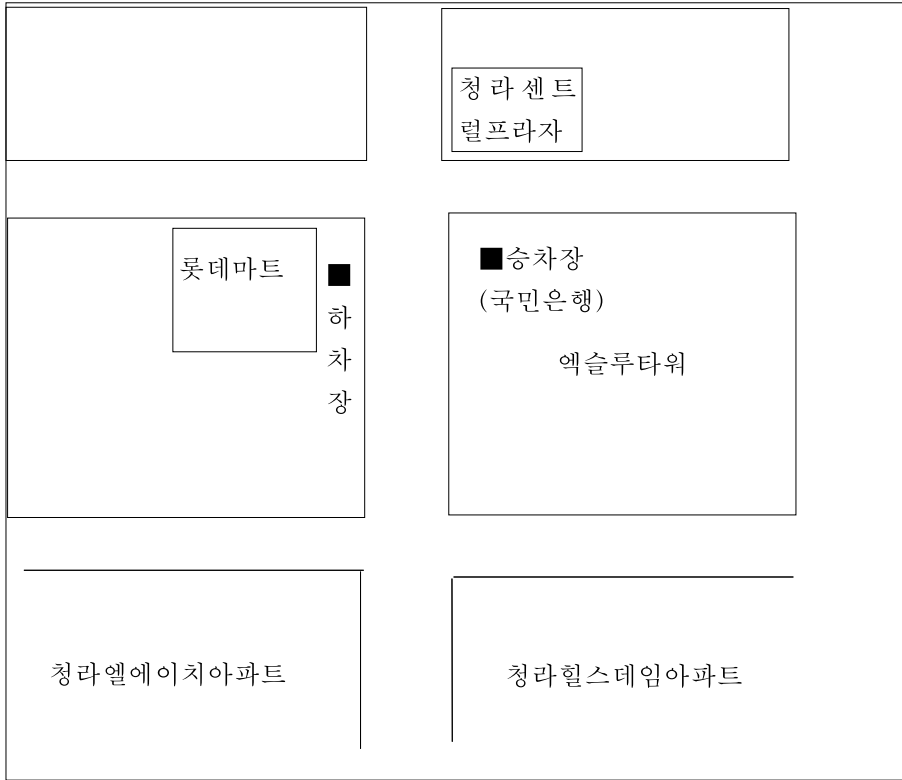 청라센트
럴프라자
롯데마트
■
하
차
장
■승차장
(국민은행)
엑슬루타워
청라엘에이치아파트
청라힐스데임아파트